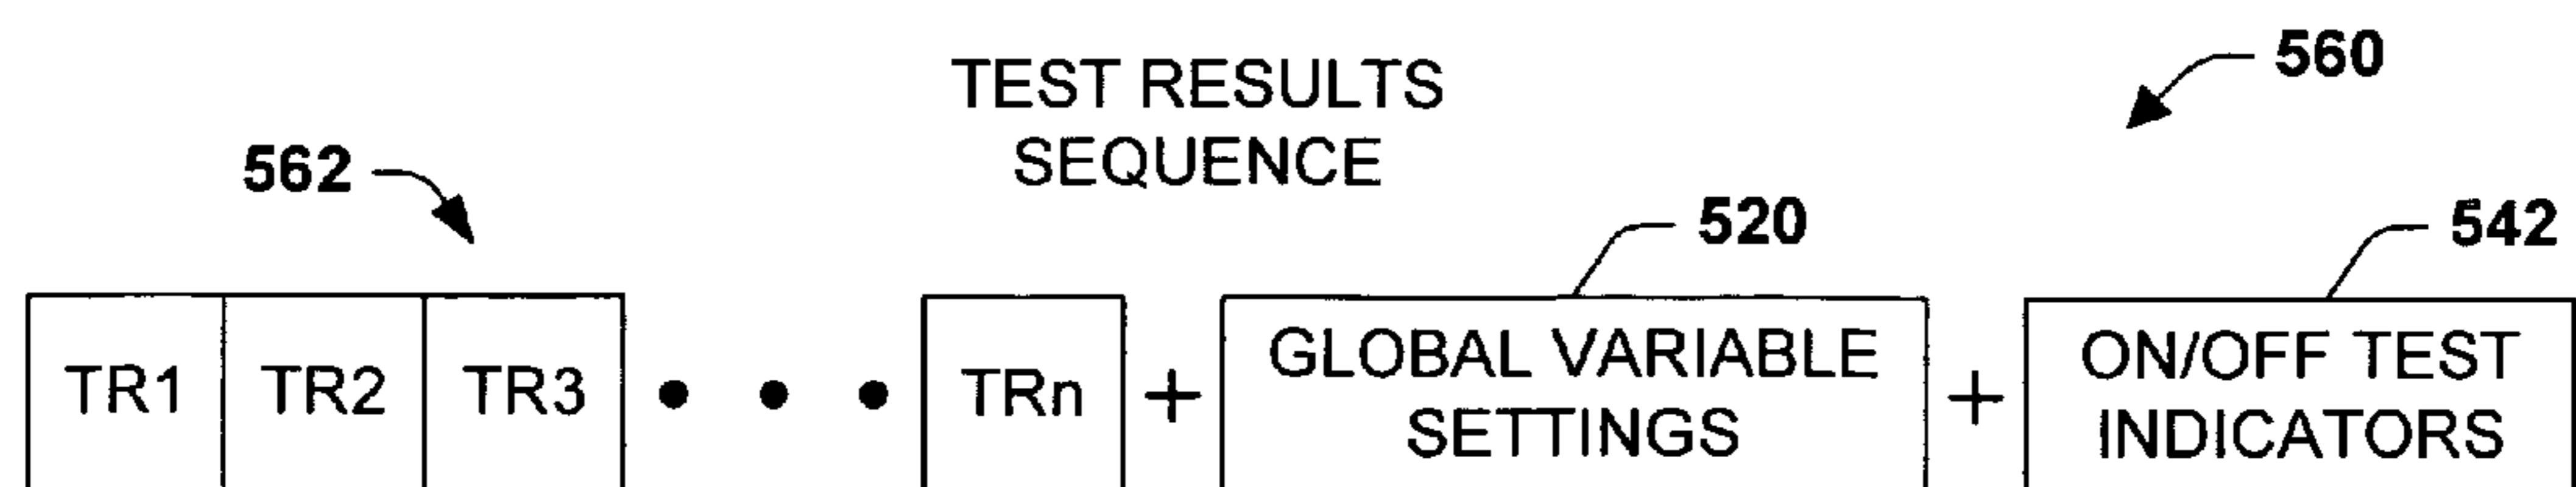 TEST RESULTS
SEQUENCE
560
562
520
542
TR1 TR2 TR3 • • • TRn + GLOBAL VARIABLE SETTINGS + ON/OFF TEST INDICATORS